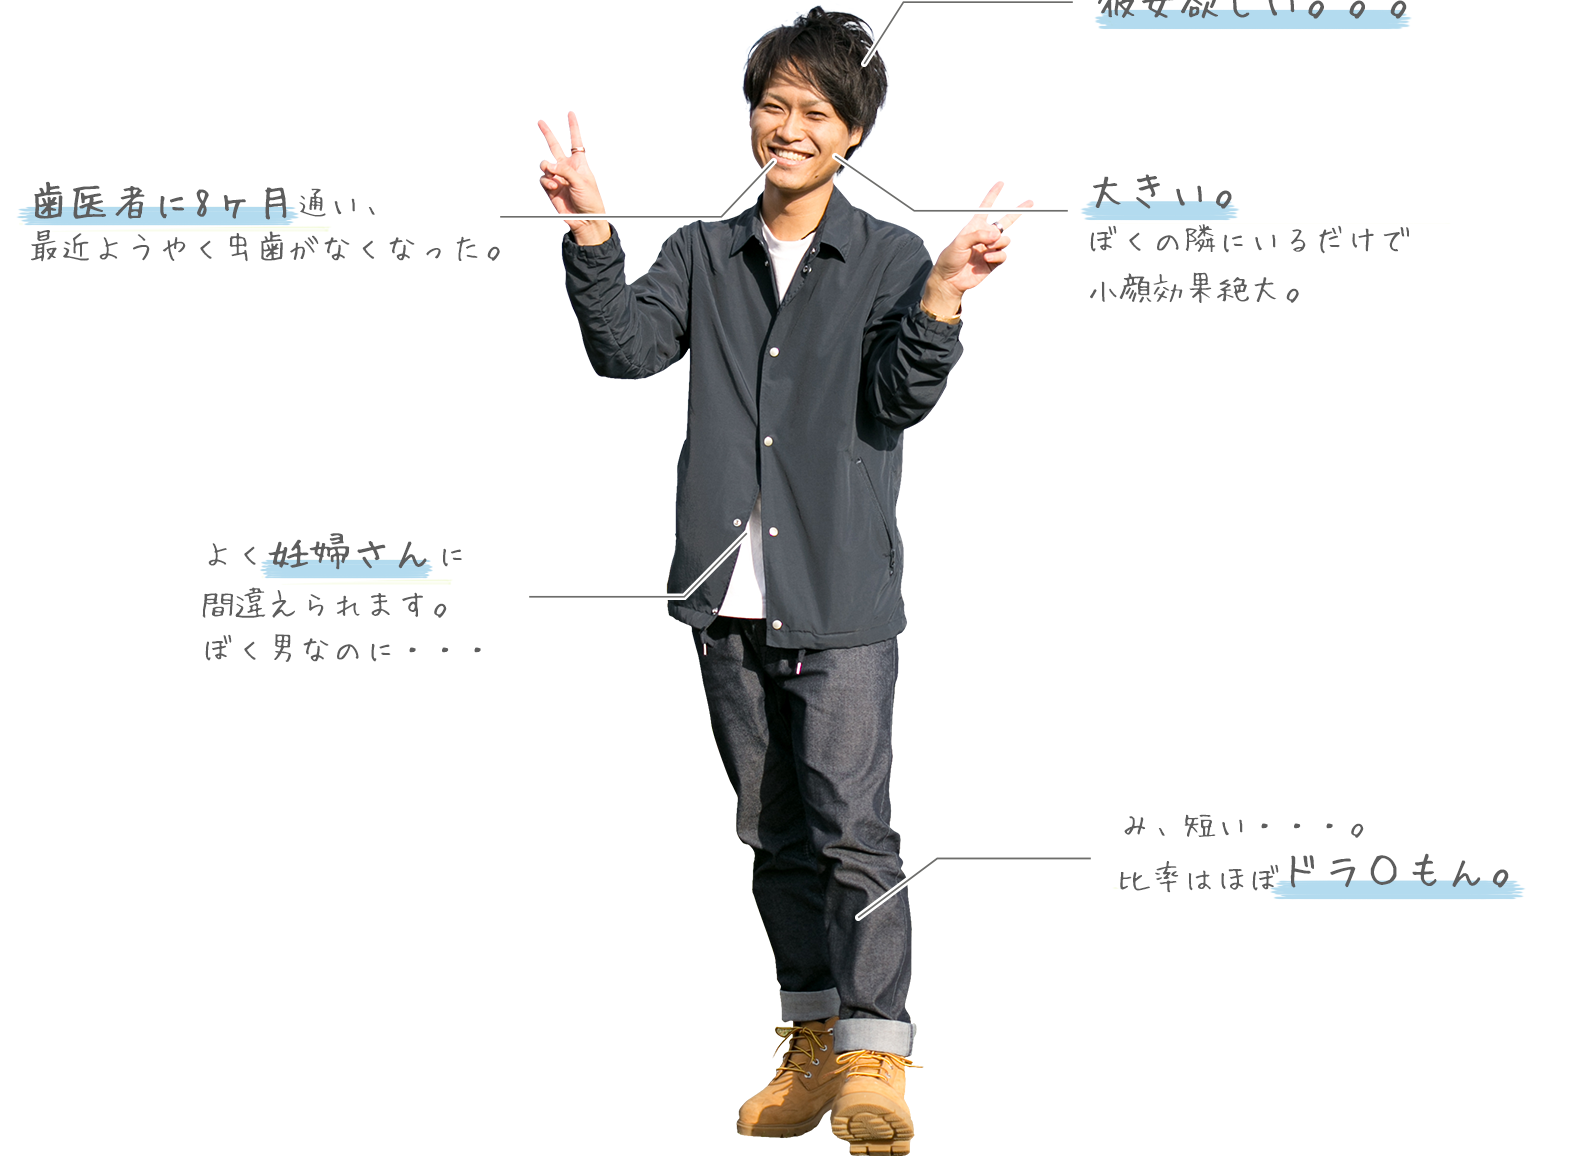 彼女欲しい。。。
歯医者に8ヶ月通い、
最近ようやく虫歯がなくなった。
大きい。
ぼくの隣にいるだけで
小顔効果絶大。
よく妊婦さんに
間違えられます。
ぼく男なのに・・・
み、短い・・・。
比率はほぼドラ〇もん。